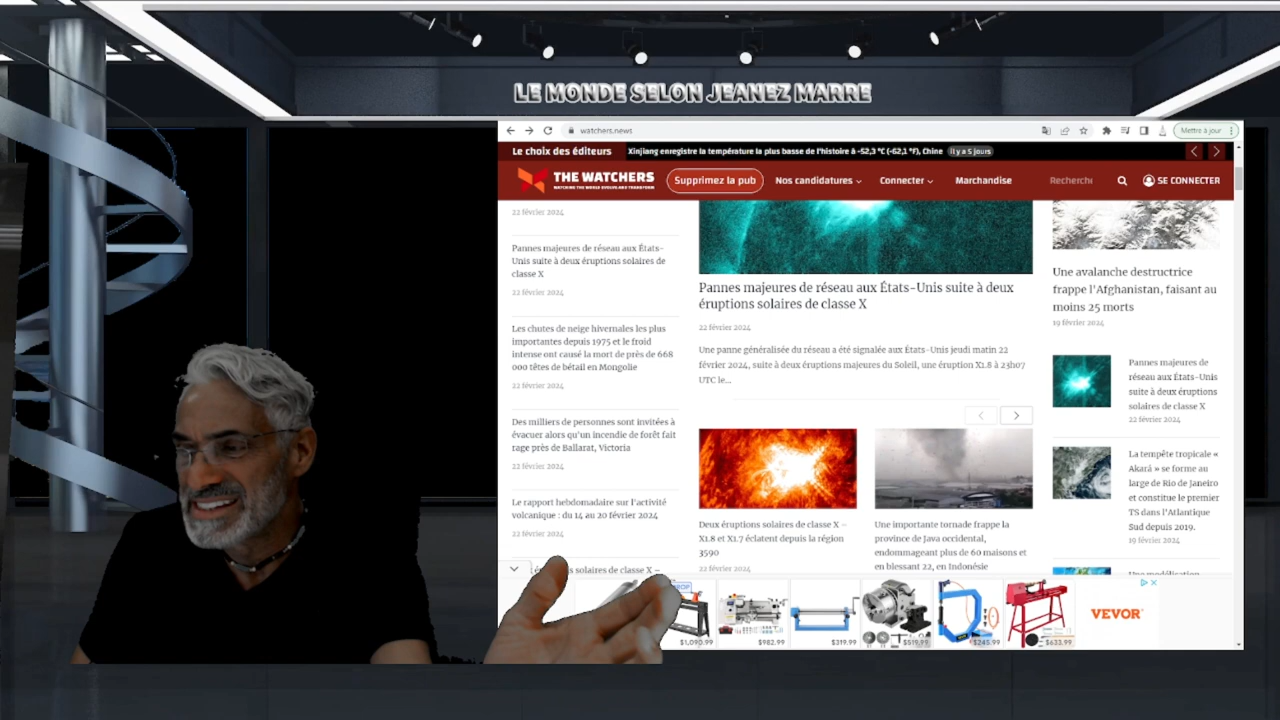 LE MONDE SELON JEANEZ MARRE
watchers.news
Mettre à jour
Le choix des éditeurs
Xinjiang enregistre la température la plus basse de l'histoire à -52,3 °C (-62,1 °F), Chine
Il y a 5 jours
THE WATCHERS
WATCHING THE WORLD EVOLVE AND TRANSFORM
Supprimez la pub
Nos candidatures
Connecter
Marchandise
Recherche
SE CONNECTER
22 février 2024
Pannes majeures de réseau aux États-
Unis suite à deux éruptions solaires de
classe X
22 février 2024
Les chutes de neige hivernales les plus
importantes depuis 1975 et le froid
intense ont causé la mort de près de 668
000 têtes de bétail en Mongolie
22 février 2024
Des milliers de personnes sont invitées à
évacuer alors qu'un incendie de forêt fait
rage près de Ballarat, Victoria
22 février 2024
Le rapport hebdomadaire sur l'activité
volcanique : du 14 au 20 février 2024
22 février 2024
solaires de classe X –
Pannes majeures de réseau aux États-Unis suite à deux
éruptions solaires de classe X
22 février 2024
Une panne généralisée du réseau a été signalée aux États-Unis jeudi matin 22
février 2024, suite à deux éruptions majeures du Soleil, une éruption X1.8 à 23h07
UTC le...
Deux éruptions solaires de classe X –
X1.8 et X1.7 éclatent depuis la région
3590
22 février 2024
Une importante tornade frappe la
province de Java occidental,
endommageant plus de 60 maisons et
en blessant 22, en Indonésie
Une avalanche destructrice
frappe l'Afghanistan, faisant au
moins 25 morts
19 février 2024
Pannes majeures de
réseau aux États-Unis
suite à deux éruptions
solaires de classe X
22 février 2024
La tempête tropicale «
Akará » se forme au
large de Rio de Janeiro
et constitue le premier
TS dans l'Atlantique
Sud depuis 2019.
19 février 2024
Une modélisation
$1,090.99
$982.99
$319.99
$519.99
$245.99
$633.99
VEVOR